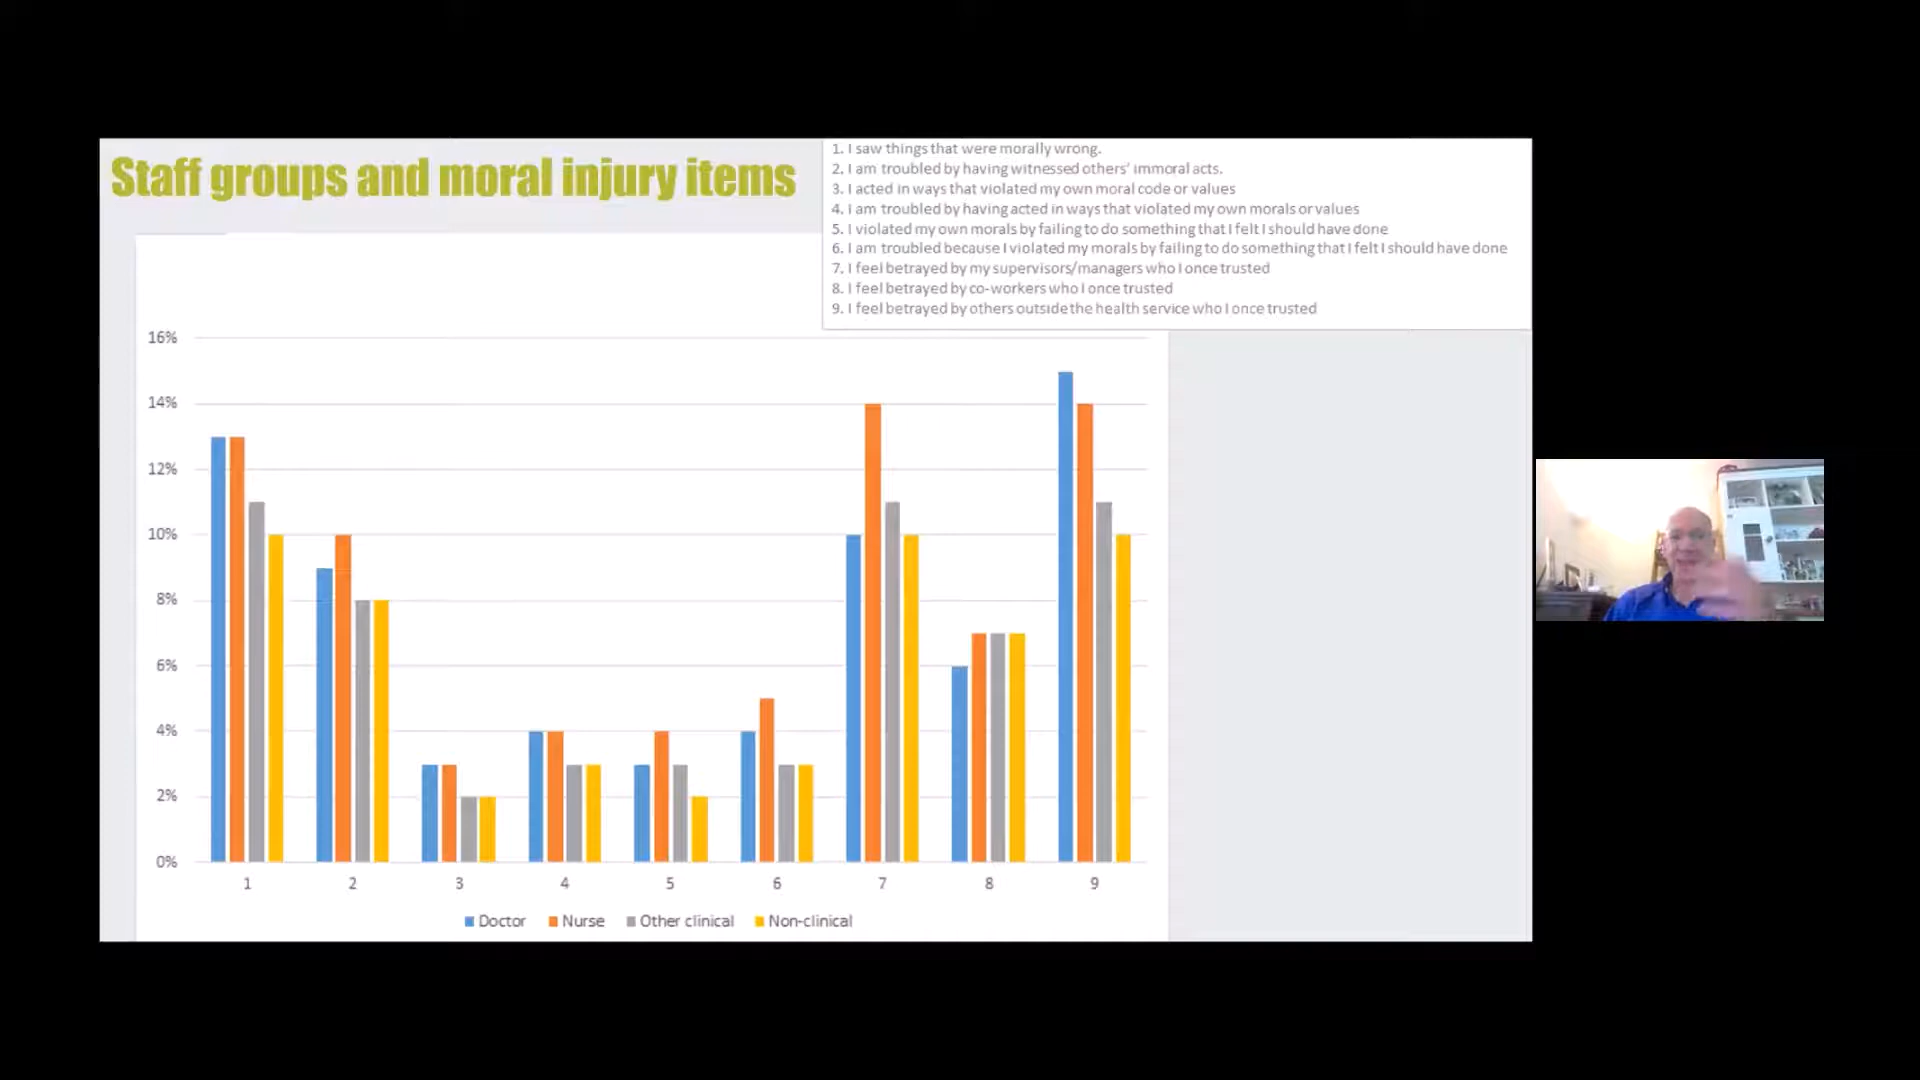 Staff groups and moral injury items
1. I saw things that were morally wrong.
2. I am troubled by having witnessed others' immoral acts.
3. I acted in ways that violated my own moral code or values
4. I am troubled by having acted in ways that violated my own morals or values
5. I violated my own morals by failing to do something that I felt I should have done
6. I am troubled because I violated my morals by failing to do something that I felt I should have done
7. I feel betrayed by my supervisors/managers who I once trusted
8. I feel betrayed by co-workers who I once trusted
9. I feel betrayed by others outside the health service who I once trusted
16%
14%
12%
10%
8%
6%
4%
2%
0%
1 2 3 4 5 6 7 8 9
Doctor Nurse Other clinical Non-clinical